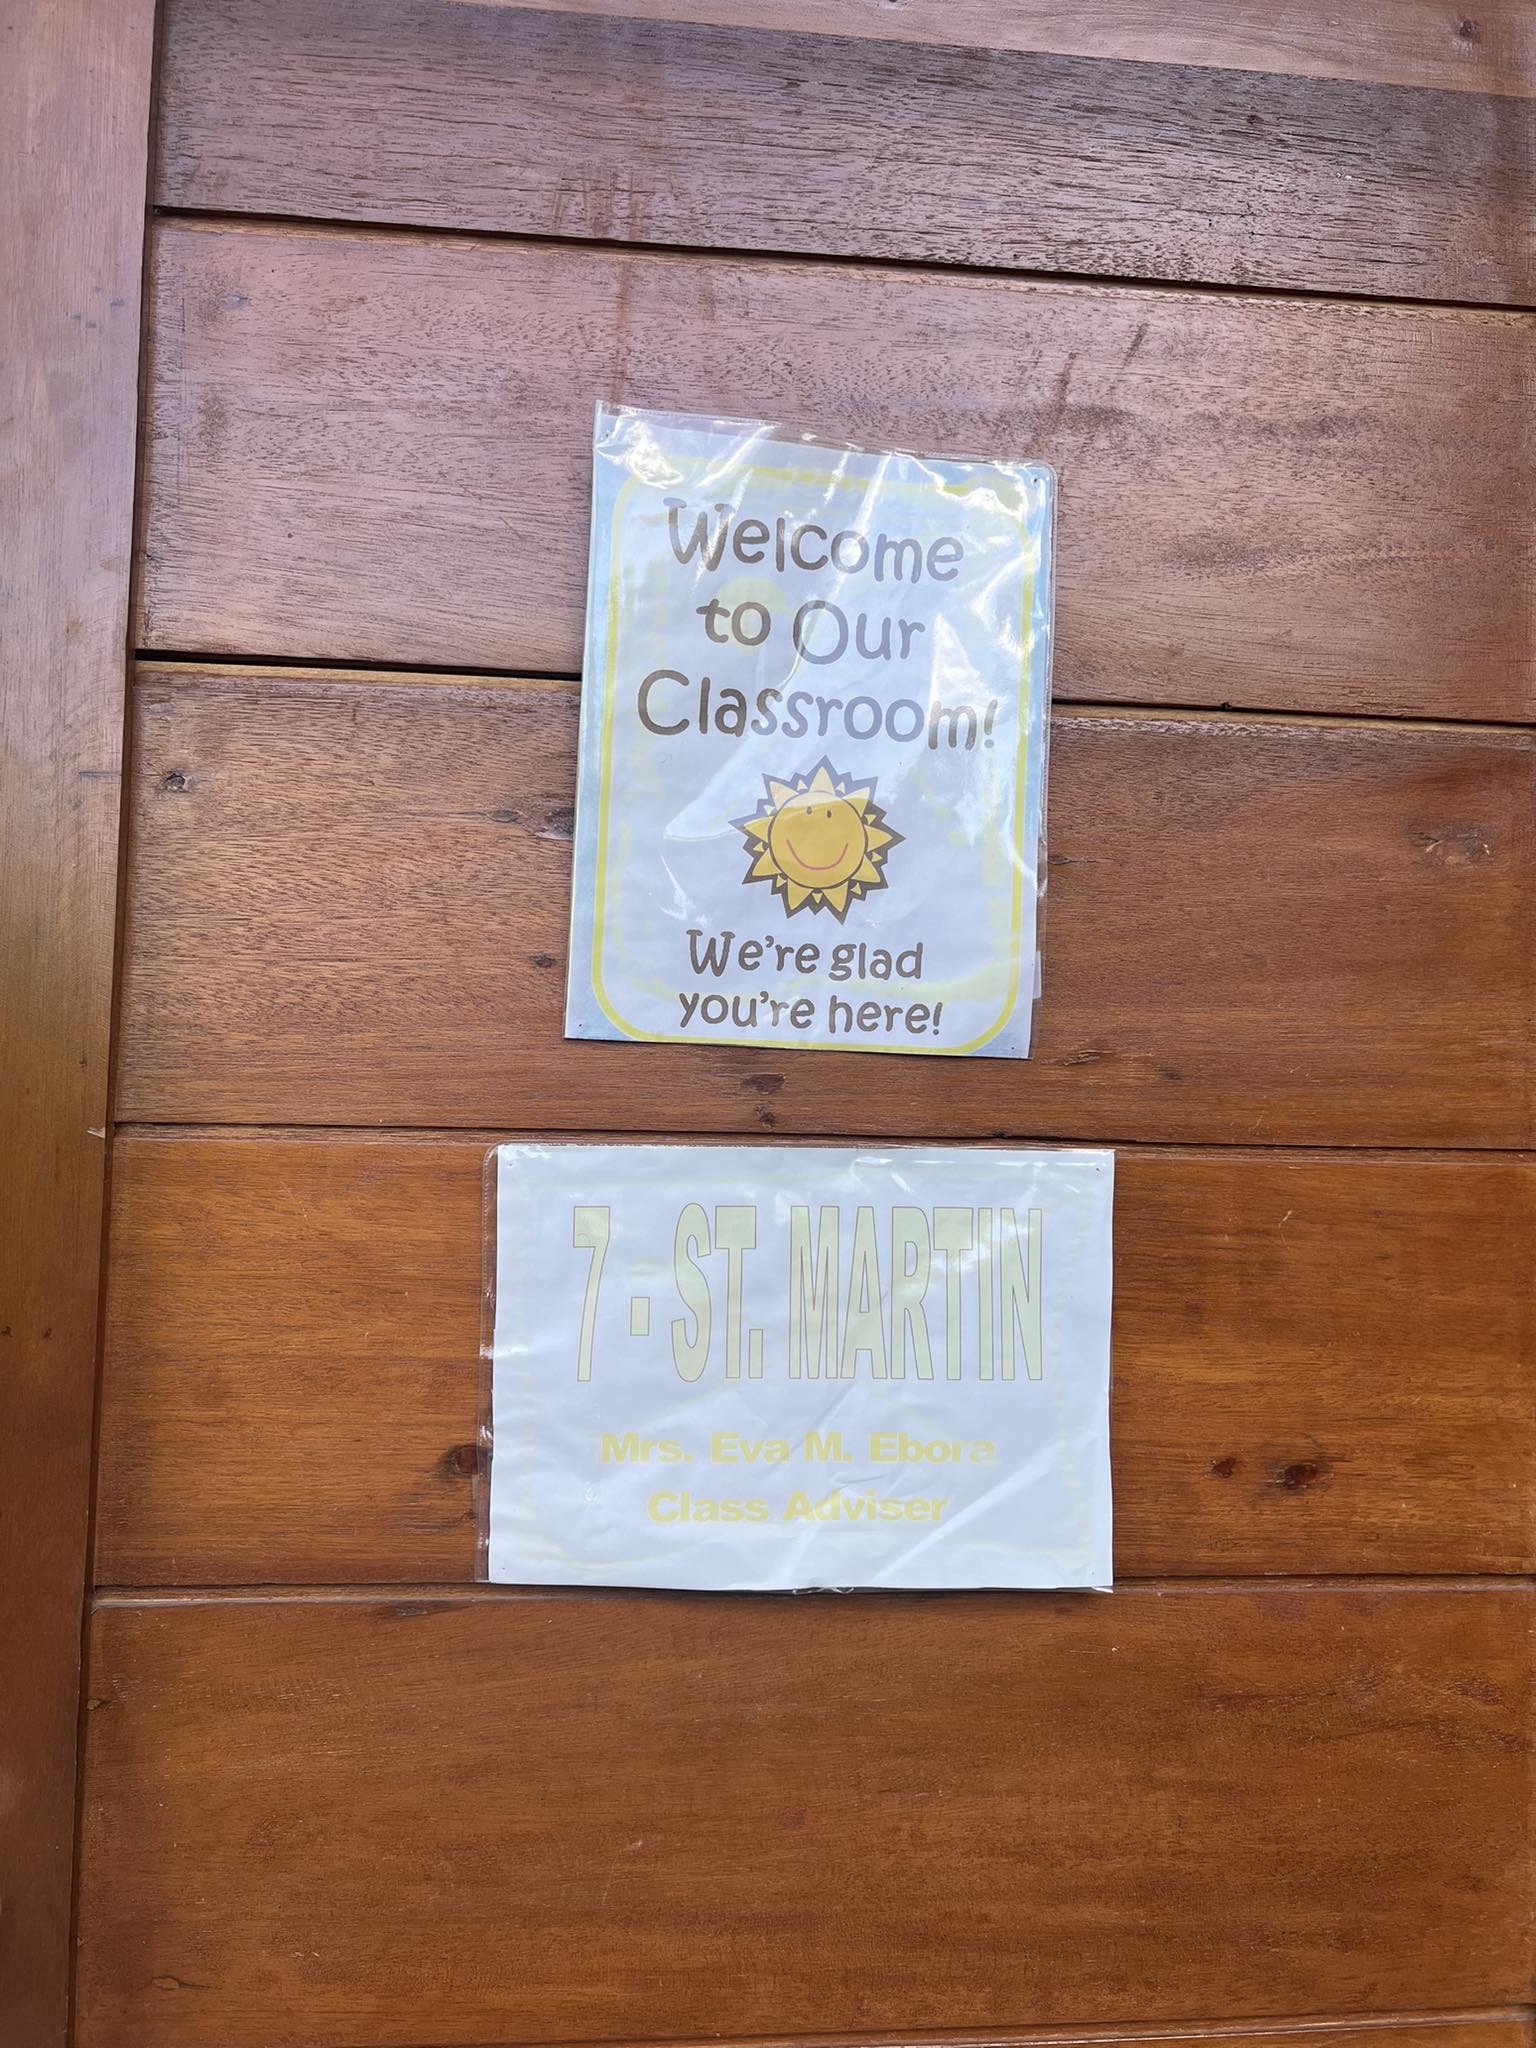 Welcome
to Our
Classroom!
We're glad
you're here!
7 - ST. MARTIN
Mrs. Eva M. Ebora
Class Adviser